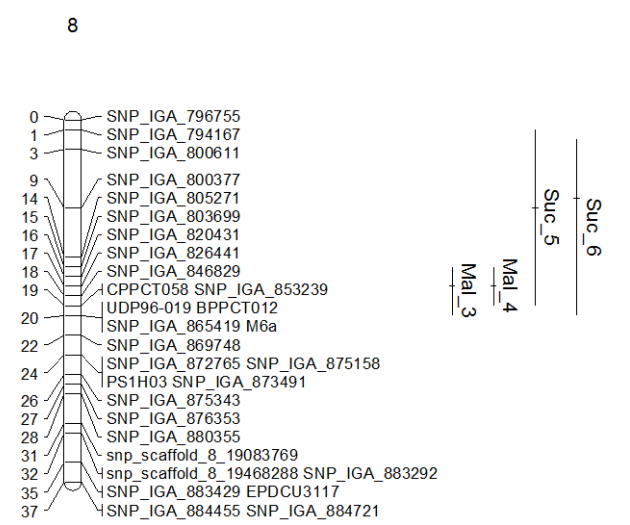 8
0 SNP_IGA_796755
1 SNP_IGA_794167
3 SNP_IGA_800611
9 SNP_IGA_800377
14 SNP_IGA_805271
15 SNP_IGA_803699
16 SNP_IGA_820431
17 SNP_IGA_826441
18 SNP_IGA_846829
19 CPPCT058 SNP_IGA_853239
UDP96-019 BPPCT012
20 SNP_IGA_865419 M6a
22 SNP_IGA_869748
SNP_IGA_872765 SNP_IGA_875158
24 PS1H03 SNP_IGA_873491
26 SNP_IGA_875343
27 SNP_IGA_876353
28 SNP_IGA_880355
31 snp_scaffold_8_19083769
32 snp_scaffold_8_19468288 SNP_IGA_883292
35 SNP_IGA_883429 EPDCU3117
37 SNP_IGA_884455 SNP_IGA_884721
Mal_3
Mal_4
Suc_5
Suc_6